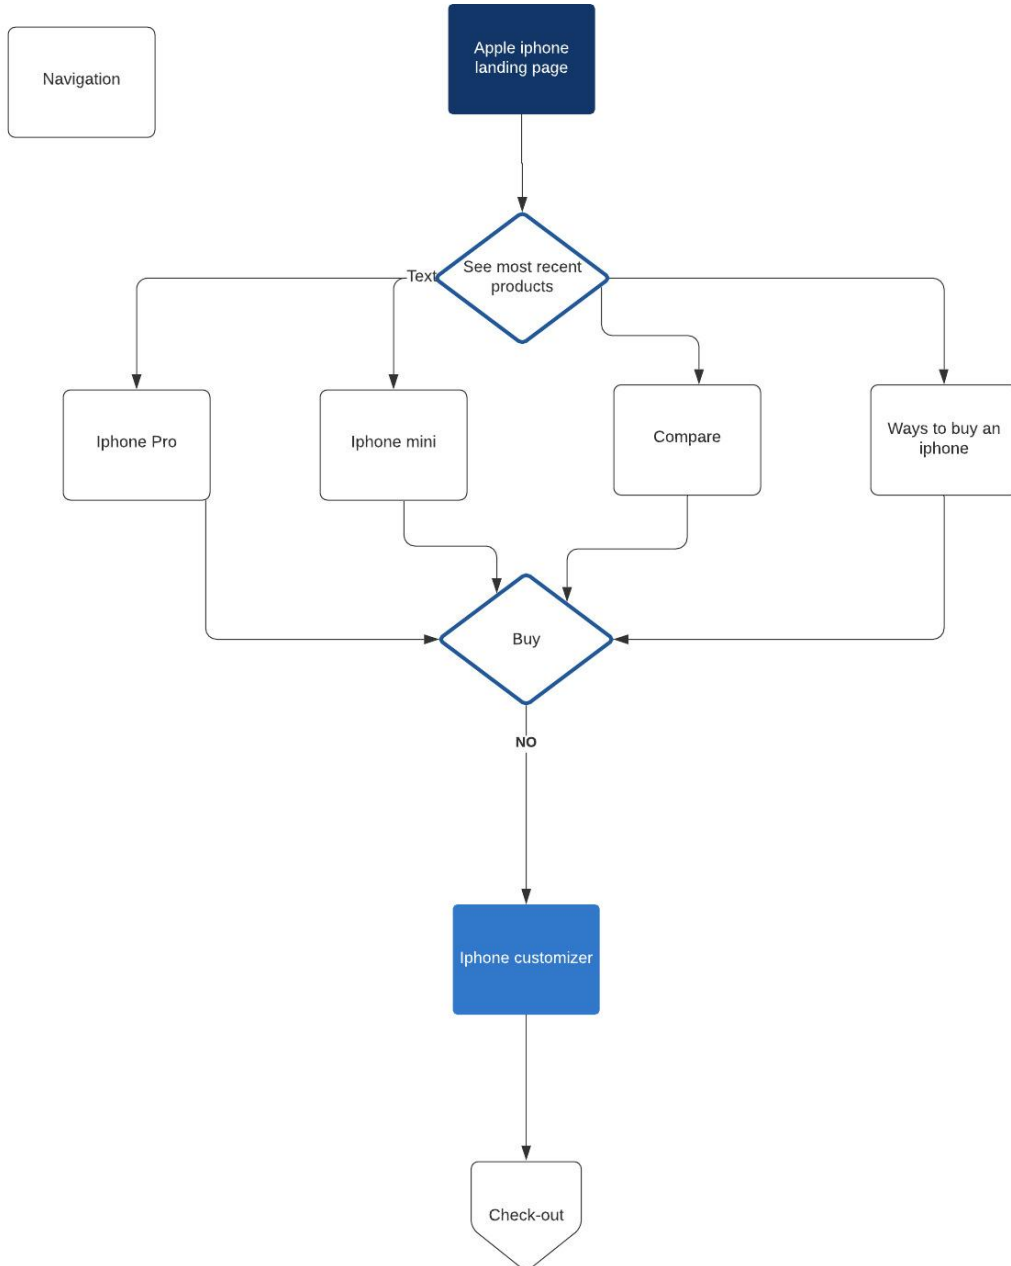 Navigation
Apple iphone
landing page
Text
See most recent
products
Iphone Pro
Iphone mini
Compare
Ways to buy an
iphone
Buy
NO
Iphone customizer
Check-out